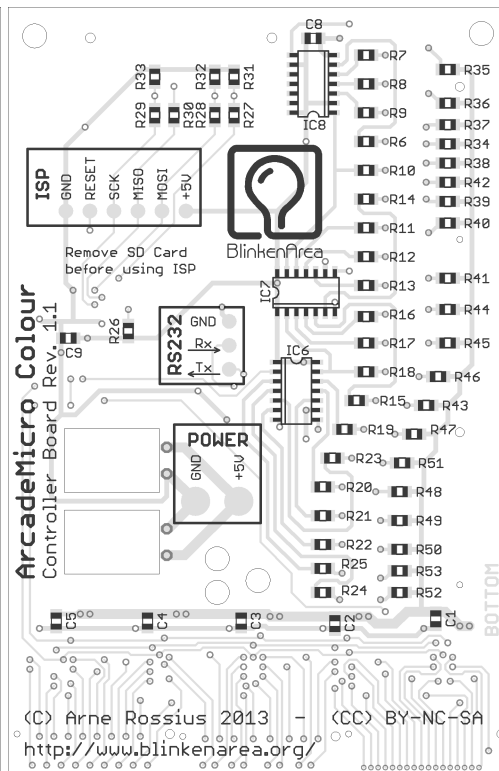 C8
R33
R32
R31
R7
R35
R8
R36
R29
R30
R28
R27
R9
R37
IC8
R6
R34
R38
ISP
GND
RESET
SCK
MISO
MOSI
+5V
R10
R42
R14
R39
R40
R11
BlinkenArea
Remove SD Card
before using ISP
R12
R13
R41
IC7
R16
R44
ArcadeMicro Colour
Controller Board Rev. 1.1
C9
R26
RS232
GND
Rx
Tx
R17
R45
IC6
R18
R46
R15
R43
R19
R47
POWER
GND
+5V
R23
R51
R20
R48
R21
R49
R22
R50
R25
R53
R24
R52
BOTTOM
C5
C4
C3
C2
C1
(C) Arne Rossius 2013 - (CC) BY-NC-SA
http://www.blinkenarea.org/